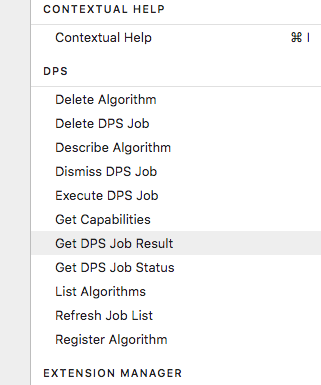 CONTEXTUAL HELP
Contextual Help ⌘ I
DPS
Delete Algorithm
Delete DPS Job
Describe Algorithm
Dismiss DPS Job
Execute DPS Job
Get Capabilities
Get DPS Job Result
Get DPS Job Status
List Algorithms
Refresh Job List
Register Algorithm
EXTENSION MANAGER